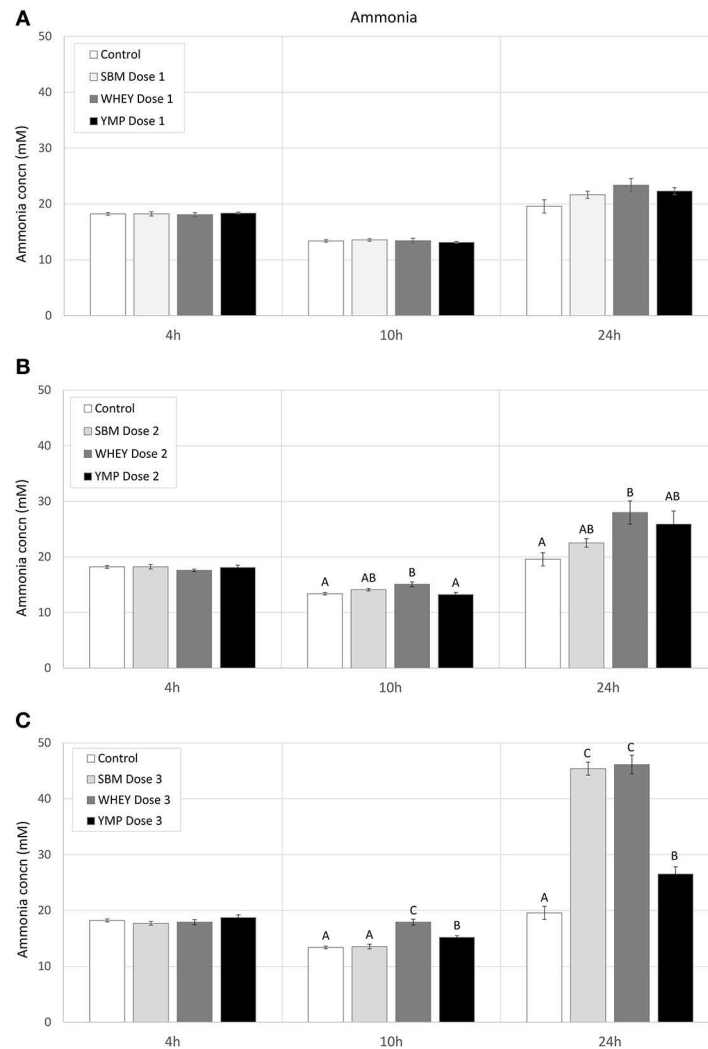 A
Ammonia
50
40
30
20
10
0
Ammonia concn (mM)
Control
SBM Dose 1
WHEY Dose 1
YMP Dose 1
4h 10h 24h
B
50
40
30
20
10
0
Ammonia concn (mM)
Control
SBM Dose 2
WHEY Dose 2
YMP Dose 2
A AB B A
A AB B AB
4h 10h 24h
C
50
40
30
20
10
0
Ammonia concn (mM)
Control
SBM Dose 3
WHEY Dose 3
YMP Dose 3
A A C B
A C C B
4h 10h 24h